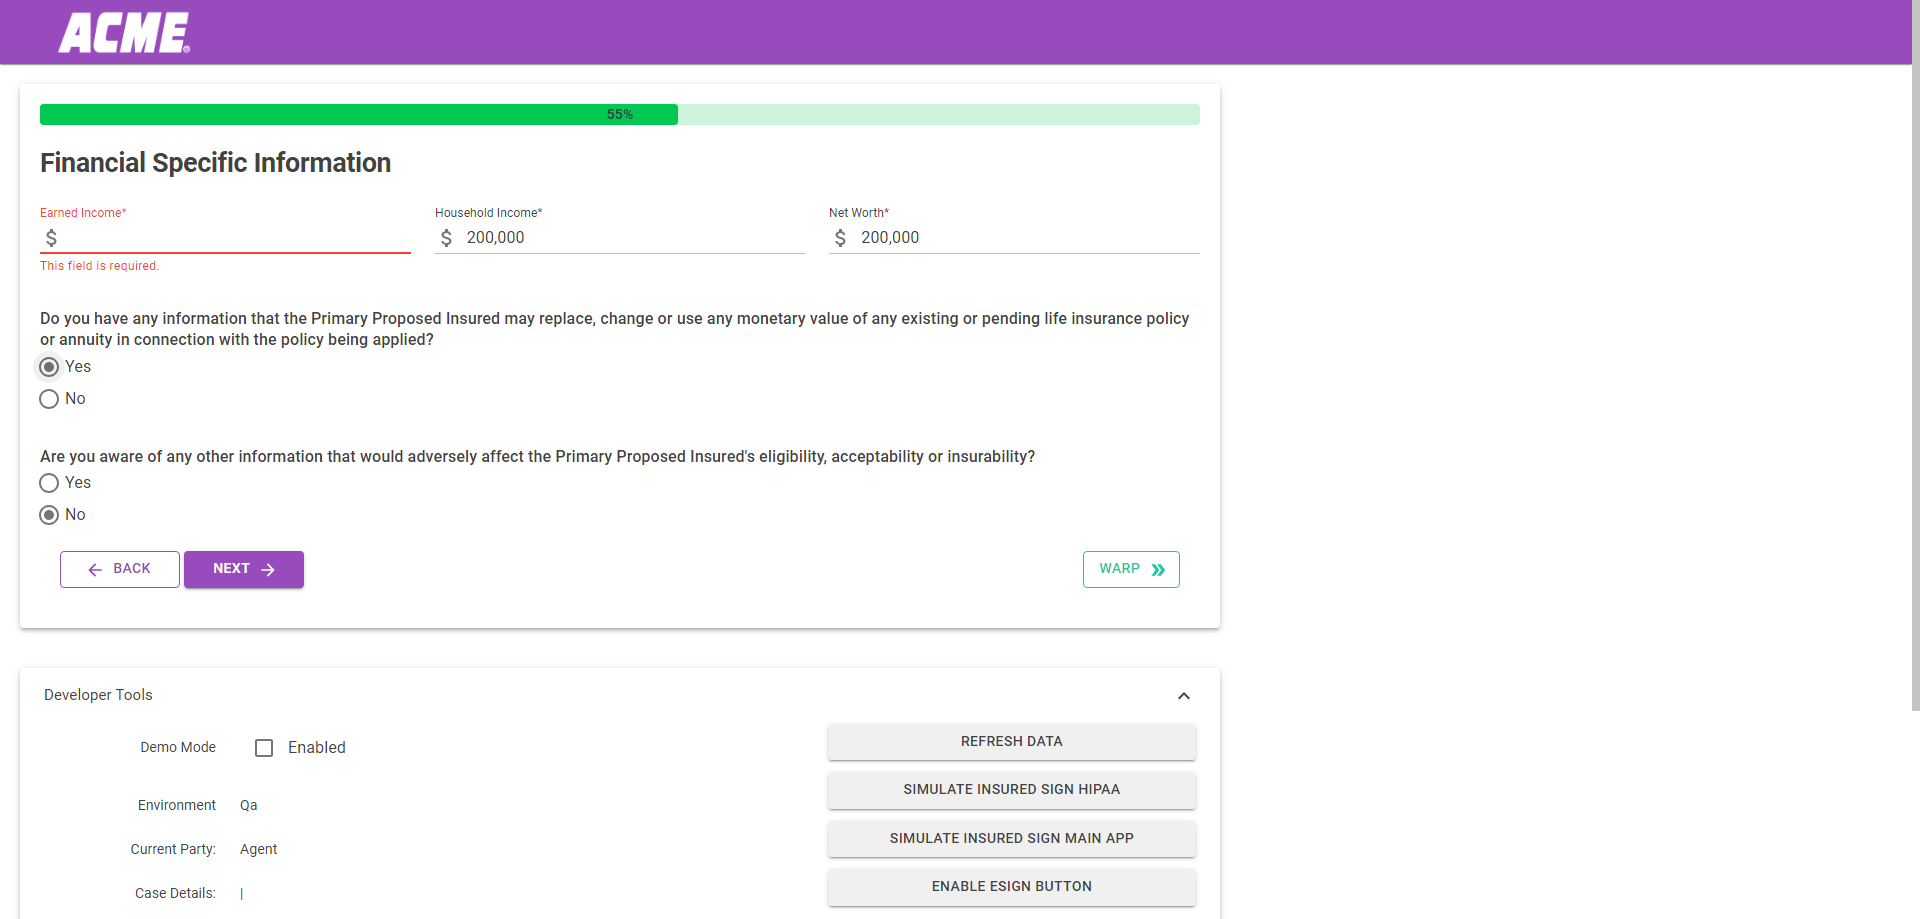 ACME®
55%
Financial Specific Information
Earned Income*
$
This field is required.
Household Income*
$ 200,000
Net Worth*
$ 200,000
Do you have any information that the Primary Proposed Insured may replace, change or use any monetary value of any existing or pending life insurance policy
or annuity in connection with the policy being applied?
Yes
No
Are you aware of any other information that would adversely affect the Primary Proposed Insured's eligibility, acceptability or insurability?
Yes
No
BACK
NEXT
WARP
Developer Tools
Demo Mode
Enabled
Environment
Qa
Current Party:
Agent
Case Details:
|
REFRESH DATA
SIMULATE INSURED SIGN HIPAA
SIMULATE INSURED SIGN MAIN APP
ENABLE ESIGN BUTTON